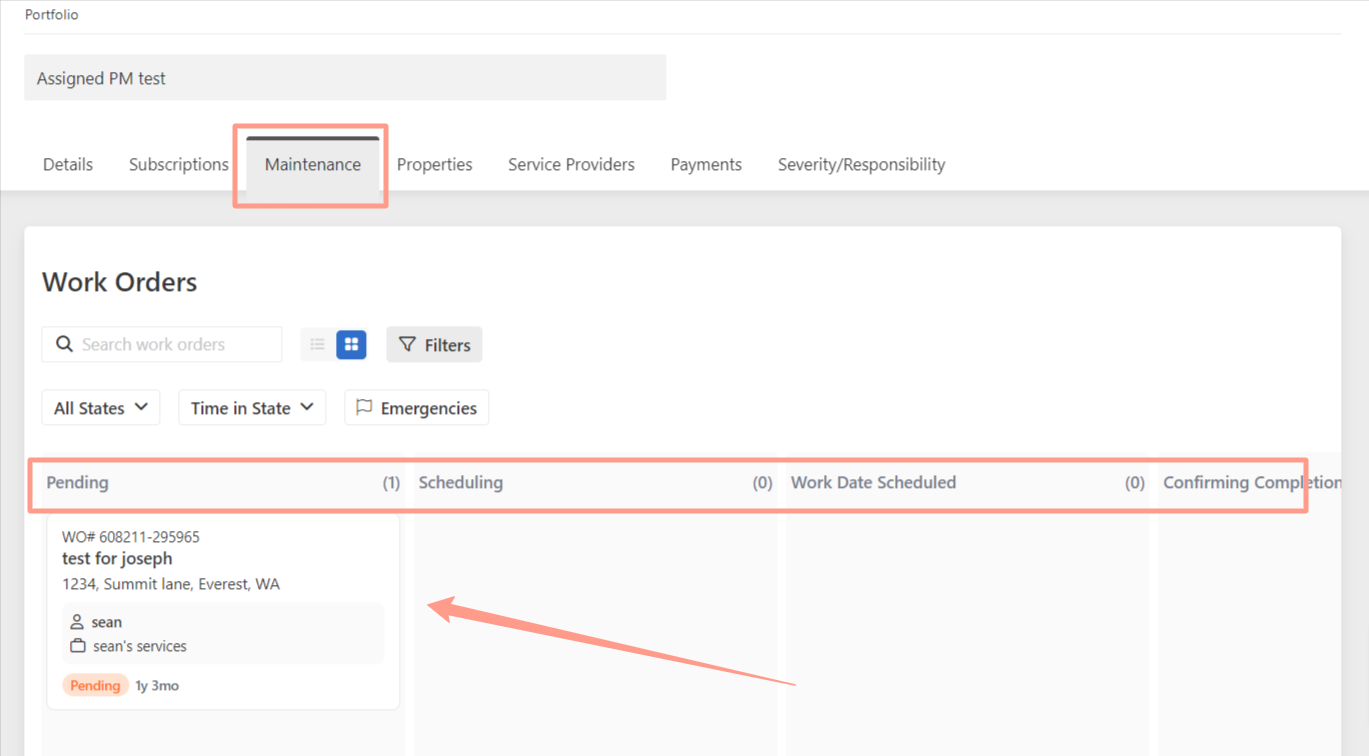 Portfolio
Assigned PM test
Details Subscriptions Maintenance Properties Service Providers Payments Severity/Responsibility
Work Orders
Search work orders Filters
All States Time in State Emergencies
Pending (1) Scheduling (0) Work Date Scheduled (0) Confirming Completion
WO# 608211-295965
test for joseph
1234, Summit lane, Everest, WA
sean
sean's services
Pending 1y 3mo